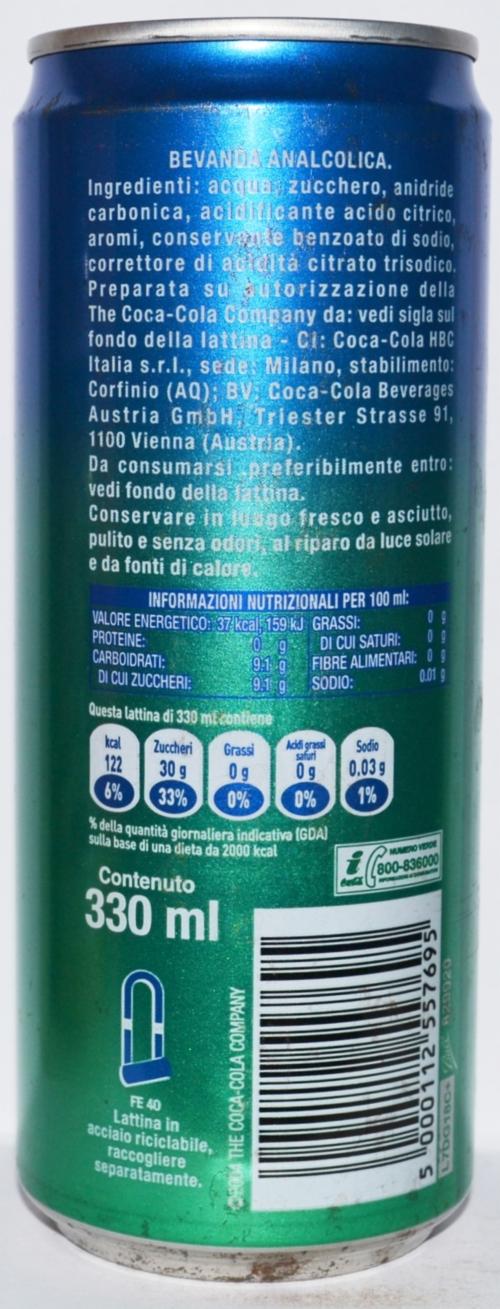 BEVANDA ANALCOLICA.
Ingredienti: acqua, zucchero, anidride
carbonica, acidificante acido citrico,
aromi, conservante benzoato di sodio,
correttore di acidità citrato trisodico.
Preparata su autorizzazione della
The Coca-Cola Company da: vedi sigla sul
fondo della lattina - CI: Coca-Cola HBC
Italia s.r.l., sede: Milano, stabilimento:
Corfinio (AQ); BV: Coca-Cola Beverages
Austria GmbH, Triester Strasse 91,
1100 Vienna (Austria).
Da consumarsi preferibilmente entro:
vedi fondo della lattina.
Conservare in luogo fresco e asciutto,
pulito e senza odori, al riparo da luce solare
e da fonti di calore.
INFORMAZIONI NUTRIZIONALI PER 100 ml:
VALORE ENERGETICO: 37 kcal, 159 kJ GRASSI: 0 g
PROTEINE: 0 g DI CUI SATURI: 0 g
CARBOIDRATI: 9.1 g FIBRE ALIMENTARI: 0 g
DI CUI ZUCCHERI: 9.1 g SODIO: 0.01 g
Questa lattina di 330 ml contiene
kcal 122 6%
Zuccheri 30 g 33%
Grassi 0 g 0%
Acidi grassi saturi 0 g 0%
Sodio 0,03 g 1%
% della quantità giornaliera indicativa (GDA)
sulla base di una dieta da 2000 kcal
NUMERO VERDE
800-836000
Contenuto
330 ml
FE 40
Lattina in
acciaio riciclabile,
raccogliere
separatamente.
©2004 THE COCA-COLA COMPANY
5 000112 557695